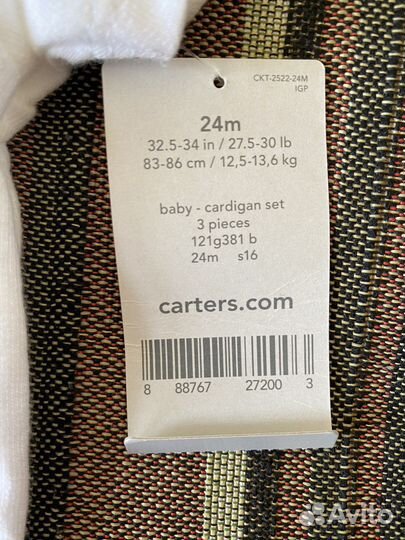 CKT-2522-24M
IGP
24m
32.5-34 in / 27.5-30 lb
83-86 cm / 12,5-13,6 kg
baby - cardigan set
3 pieces
121g381 b
24m s16
carters.com
8 88767 27200 3
Avito